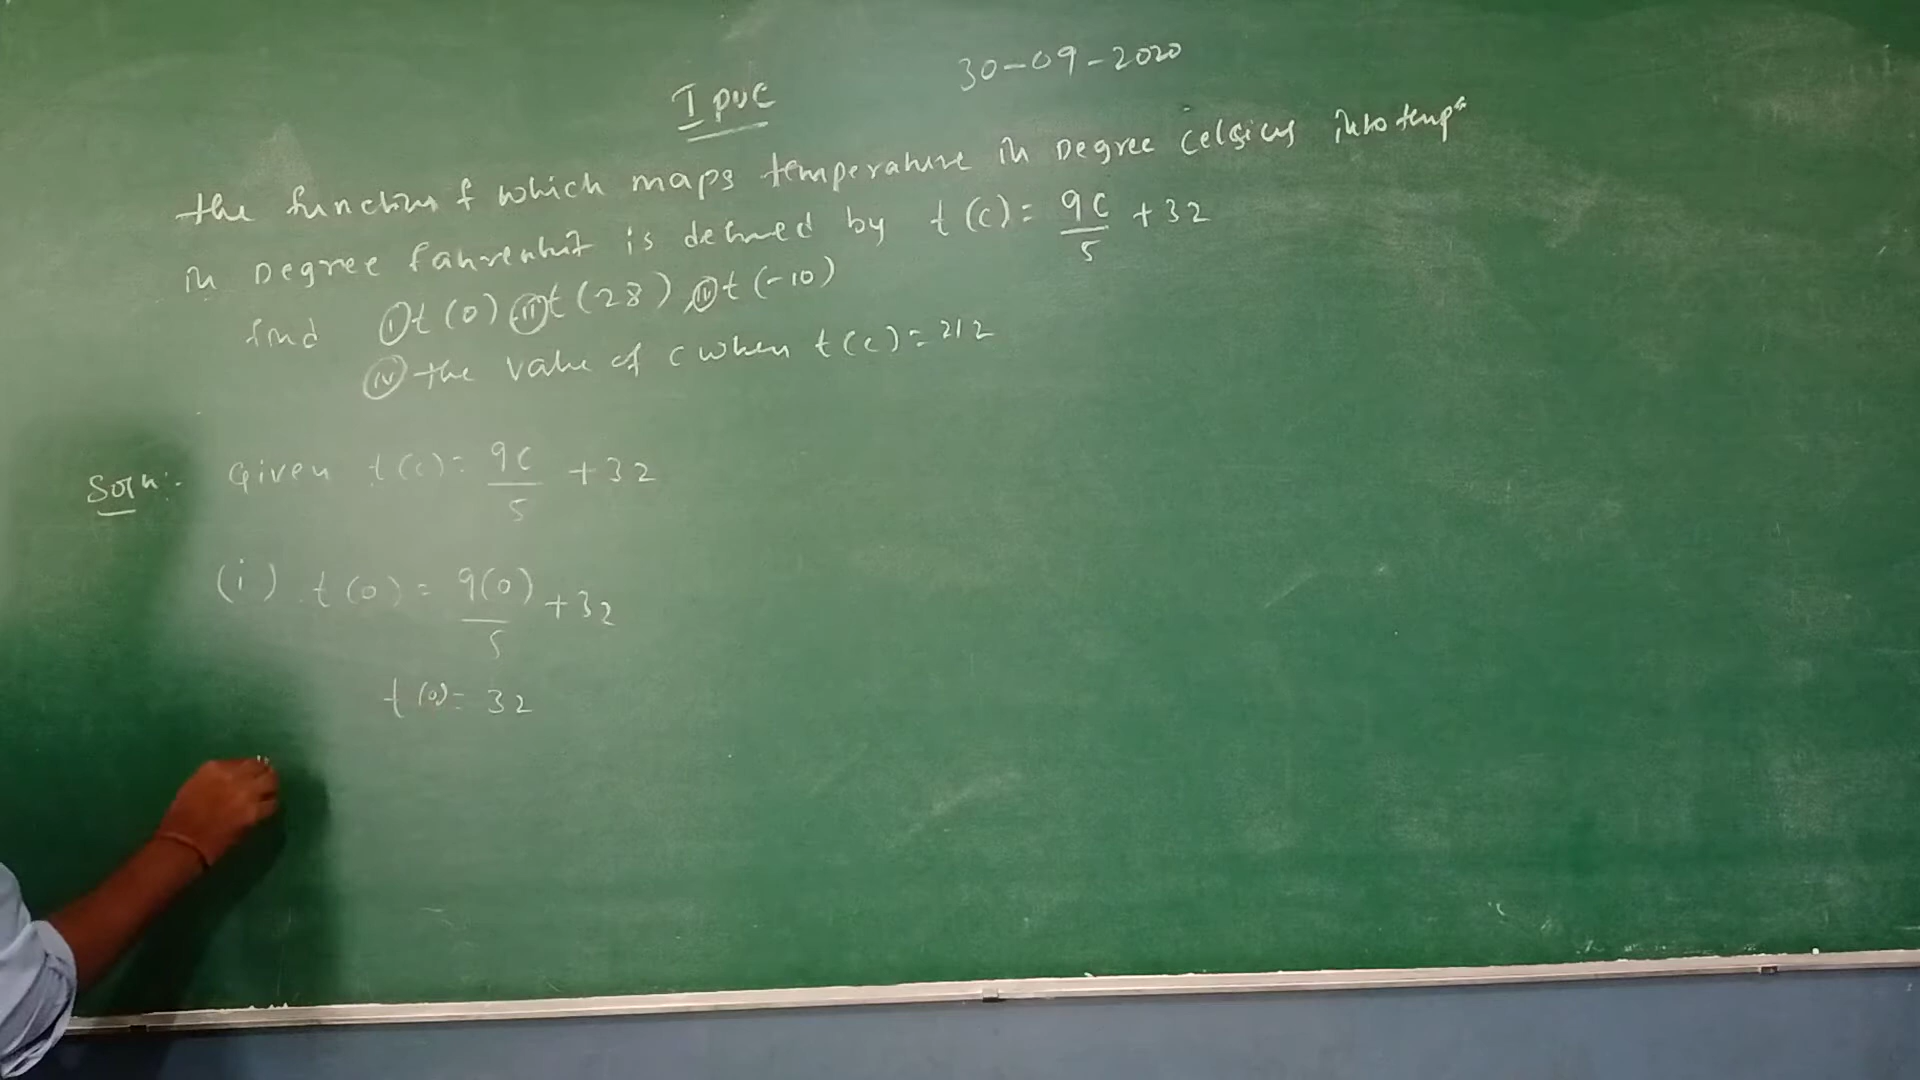 I PUC 30-09-2020
the function f which maps temperature in Degree Celsius into temp
in Degree fahrenheit is defined by t(c) = 9C/5 + 32
find (i) t(0) (ii) t(28) t(-10)
(iv) the value of c when t(c) = 212
Soln:- Given t(c) = 9C/5 + 32
(i) t(0) = 9(0)/5 + 32
t(0) = 32